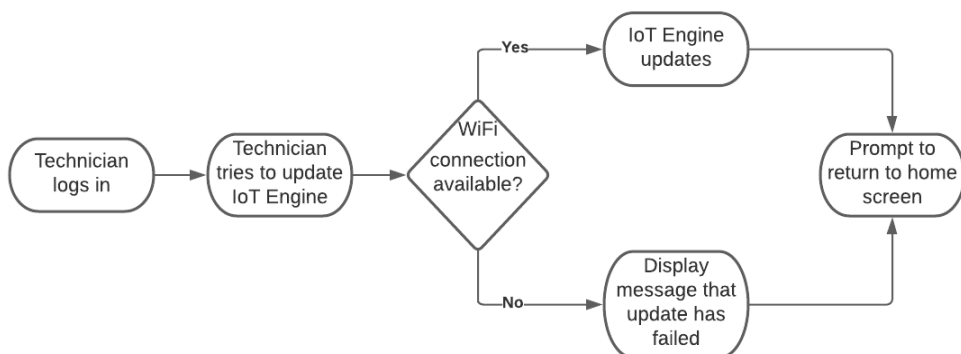 Technician
logs in
Technician
tries to update
IoT Engine
WiFi
connection
available?
Yes
IoT Engine
updates
No
Display
message that
update has
failed
Prompt to
return to home
screen